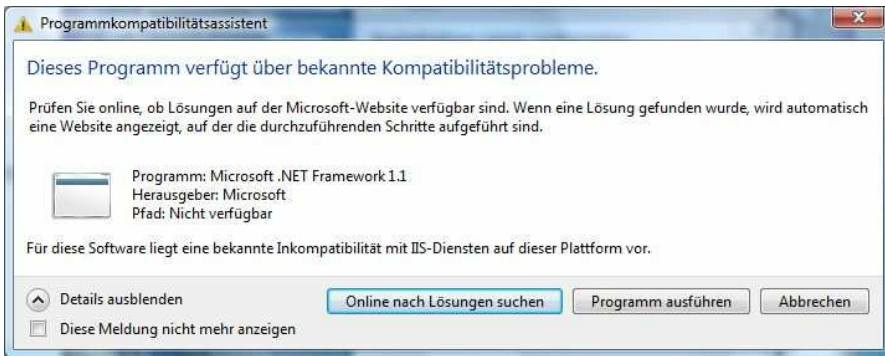 Programmkompatibilitätsassistent
Dieses Programm verfügt über bekannte Kompatibilitätsprobleme.
Prüfen Sie online, ob Lösungen auf der Microsoft-Website verfügbar sind. Wenn eine Lösung gefunden wurde, wird automatisch
eine Website angezeigt, auf der die durchzuführenden Schritte aufgeführt sind.
Programm: Microsoft .NET Framework 1.1
Herausgeber: Microsoft
Pfad: Nicht verfügbar
Für diese Software liegt eine bekannte Inkompatibilität mit IIS-Diensten auf dieser Plattform vor.
Details ausblenden
Online nach Lösungen suchen
Programm ausführen
Abbrechen
Diese Meldung nicht mehr anzeigen